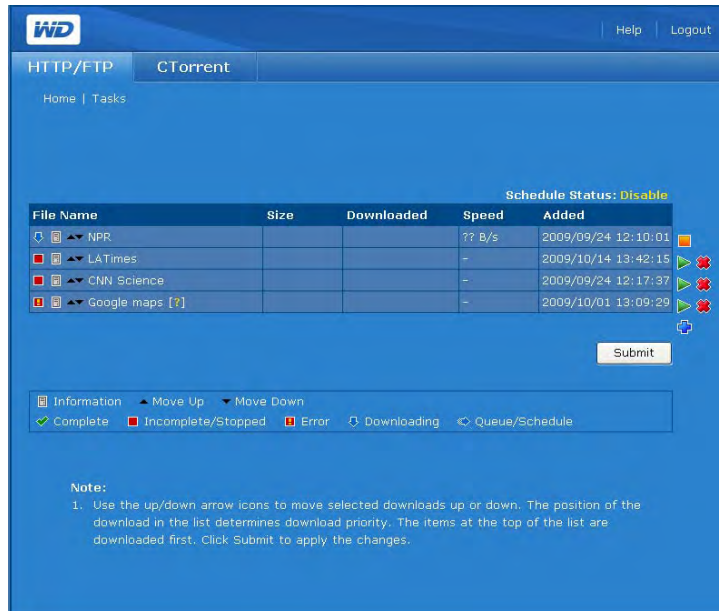 WD
Help | Logout
HTTP/FTP CTorrent
Home | Tasks
Schedule Status: Disable
File Name Size Downloaded Speed Added
NPR ?? B/s 2009/09/24 12:10:01
LATimes - 2009/10/14 13:42:15
CNN Science - 2009/09/24 12:17:37
Google maps [?] - 2009/10/01 13:09:29
Submit
Information Move Up Move Down
Complete Incomplete/Stopped Error Downloading Queue/Schedule
Note:
1. Use the up/down arrow icons to move selected downloads up or down. The position of the
download in the list determines download priority. The items at the top of the list are
downloaded first. Click Submit to apply the changes.